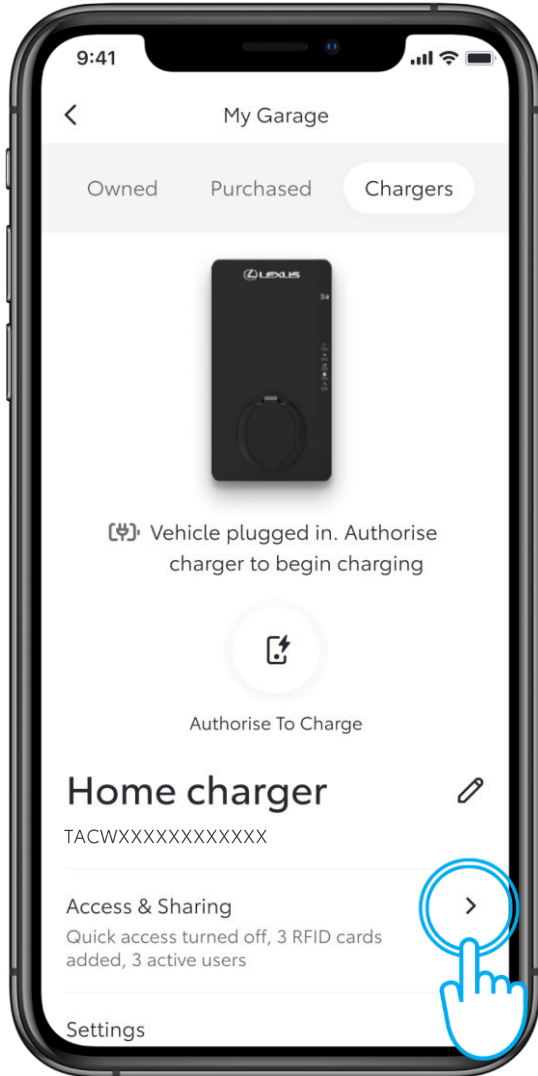 9:41
My Garage
Owned Purchased Chargers
LEXUS
Vehicle plugged in. Authorise
charger to begin charging
Authorise To Charge
Home charger
TACWXXXXXXXXXXXX
Access & Sharing
Quick access turned off, 3 RFID cards
added, 3 active users
Settings